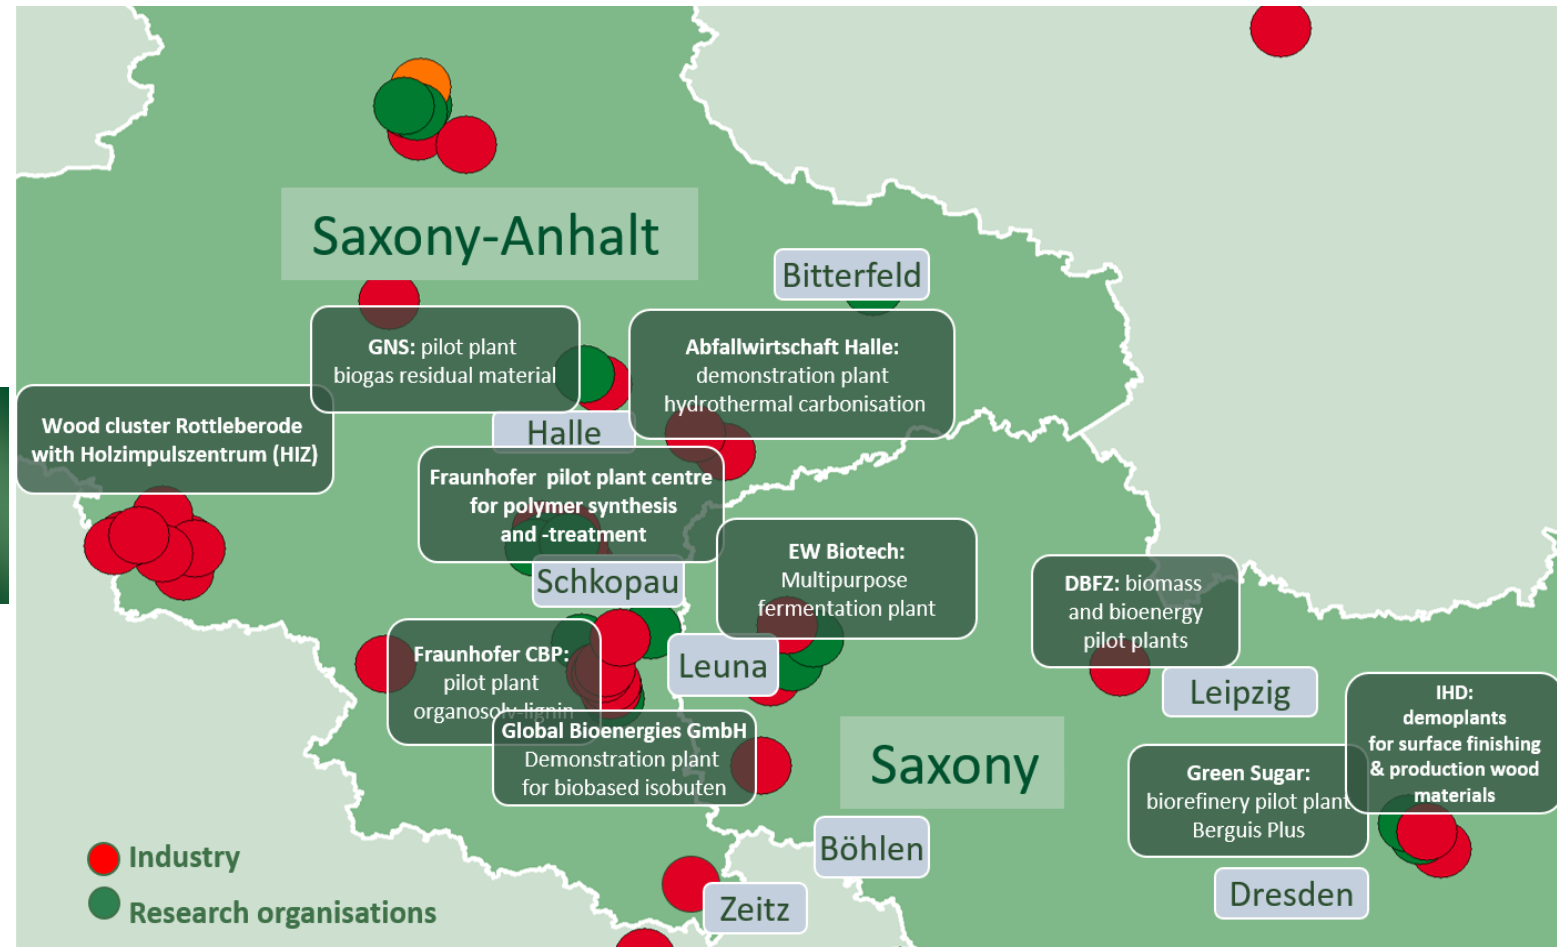 Saxony-Anhalt
Bitterfeld
GNS: pilot plant
biogas residual material
Abfallwirtschaft Halle:
demonstration plant
hydrothermal carbonisation
Wood cluster Rottleberode
with Holzimpulszentrum (HIZ)
Halle
Fraunhofer pilot plant centre
for polymer synthesis
and -treatment
Schkopau
EW Biotech:
Multipurpose
fermentation plant
DBFZ: biomass
and bioenergy
pilot plants
Fraunhofer CBP:
pilot plant
organosolv-lignin
Leuna
Leipzig
Global Bioenergies GmbH
Demonstration plant
for biobased isobuten
Saxony
IHD:
demoplants
for surface finishing
& production wood
materials
Green Sugar:
biorefinery pilot plant
Berguis Plus
Böhlen
Zeitz
Dresden
Industry
Research organisations